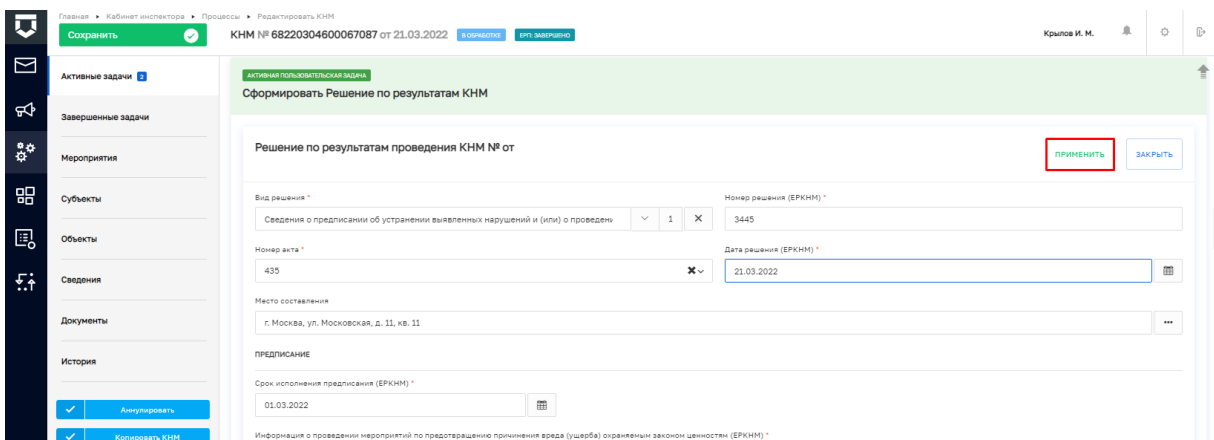 Главная ▸ Кабинет инспектора ▸ Процессы ▸ Редактировать КНМ
Сохранить
КНМ № 68220304600067087 от 21.03.2022
В ОБРАБОТКЕ
ЕРП: ЗАВЕРШЕНО
Крылов И. М.
Активные задачи 2
Завершенные задачи
Мероприятия
Субъекты
Объекты
Сведения
Документы
История
Аннулировать
Копировать КНМ
АКТИВНАЯ ПОЛЬЗОВАТЕЛЬСКАЯ ЗАДАЧА
Сформировать Решение по результатам КНМ
Решение по результатам проведения КНМ № от
ПРИМЕНИТЬ
ЗАКРЫТЬ
Вид решения *
Номер решения (ЕРКНМ) *
Сведения о предписании об устранении выявленных нарушений и (или) о проведени
1
3445
Номер акта *
Дата решения (ЕРКНМ) *
435
21.03.2022
Место составления
г. Москва, ул. Московская, д. 11, кв. 11
ПРЕДПИСАНИЕ
Срок исполнения предписания (ЕРКНМ) *
01.03.2022
Информация о проведении мероприятий по предотвращению причинения вреда (ущерба) охраняемым законом ценностям (ЕРКНМ) *